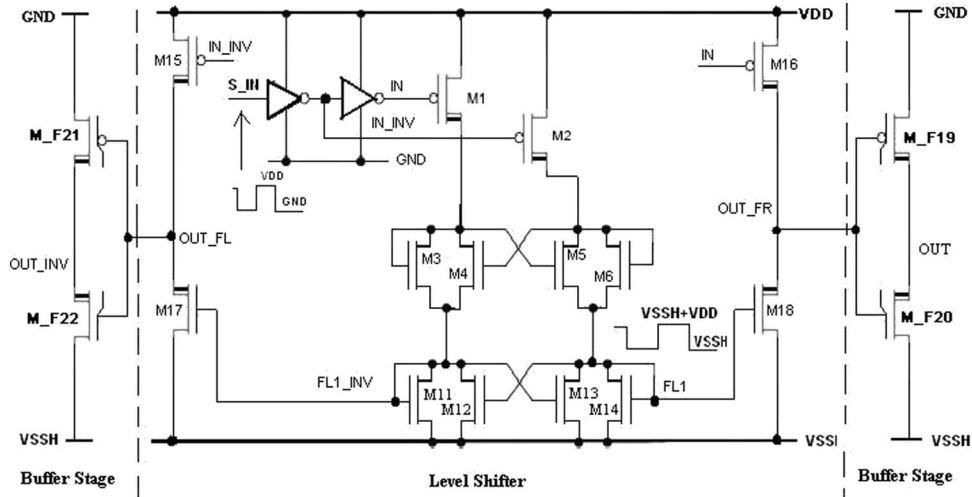 GND
VDD
GND
M15
IN_INV
S_IN
IN
M1
IN
M16
M_F21
IN_INV
M2
M_F19
GND
VDD
GND
OUT_FL
OUT_FR
OUT_INV
M3
M4
M5
M6
OUT
M_F22
M17
VSSH+VDD
VSSH
M18
M_F20
FL1_INV
M11
M12
M13
M14
FL1
VSSH
VSSI
VSSH
Buffer Stage
Level Shifter
Buffer Stage